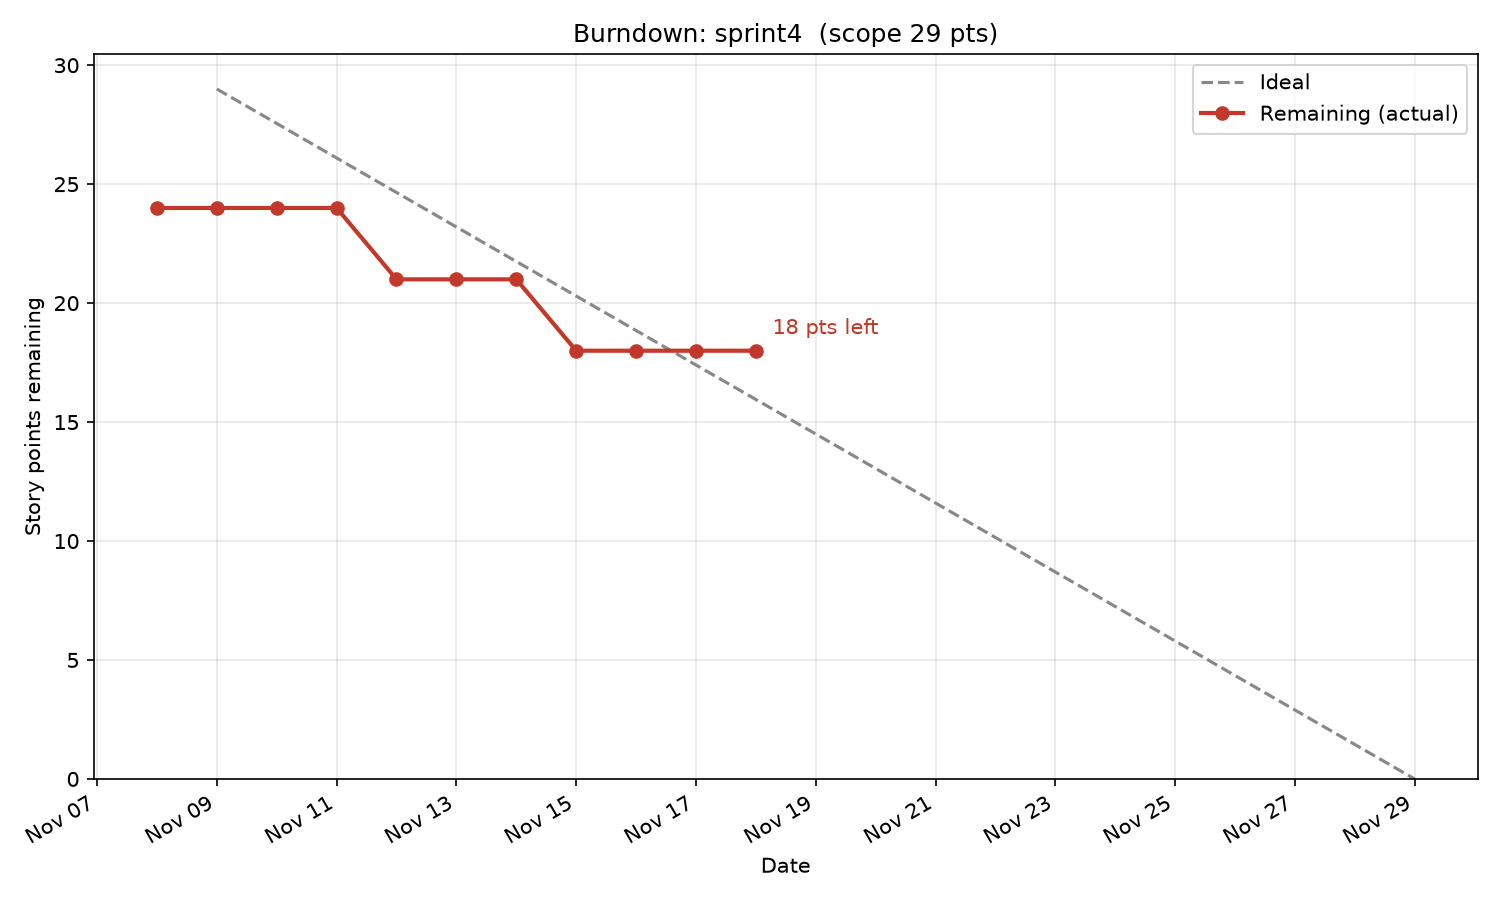 Burndown: sprint4  (scope 29 pts)
Ideal
Remaining (actual)
Story points remaining
30
25
20
15
10
5
0
18 pts left
Nov 07
Nov 09
Nov 11
Nov 13
Nov 15
Nov 17
Nov 19
Nov 21
Nov 23
Nov 25
Nov 27
Nov 29
Date